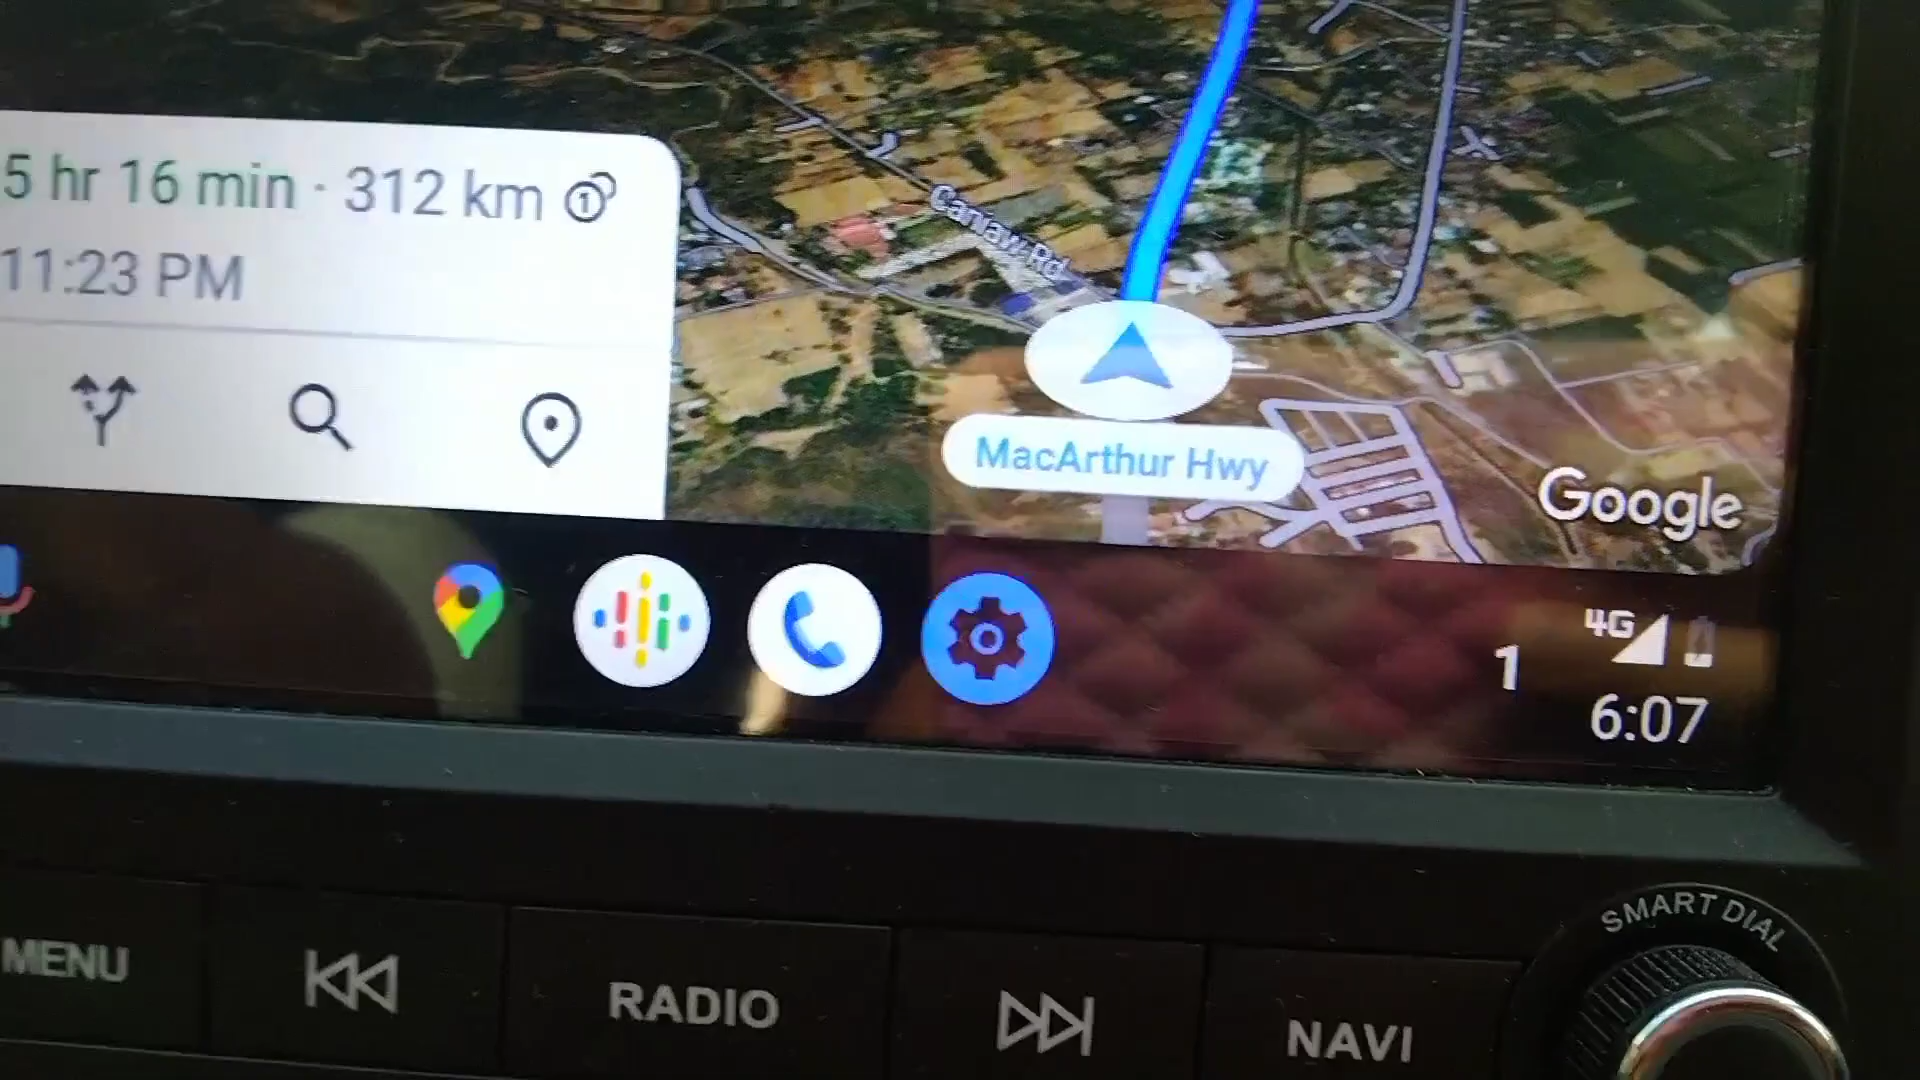 5 hr 16 min · 312 km
11:23 PM
Caniaw Rd
MacArthur Hwy
Google
4G
1
6:07
SMART DIAL
MENU
RADIO
NAVI